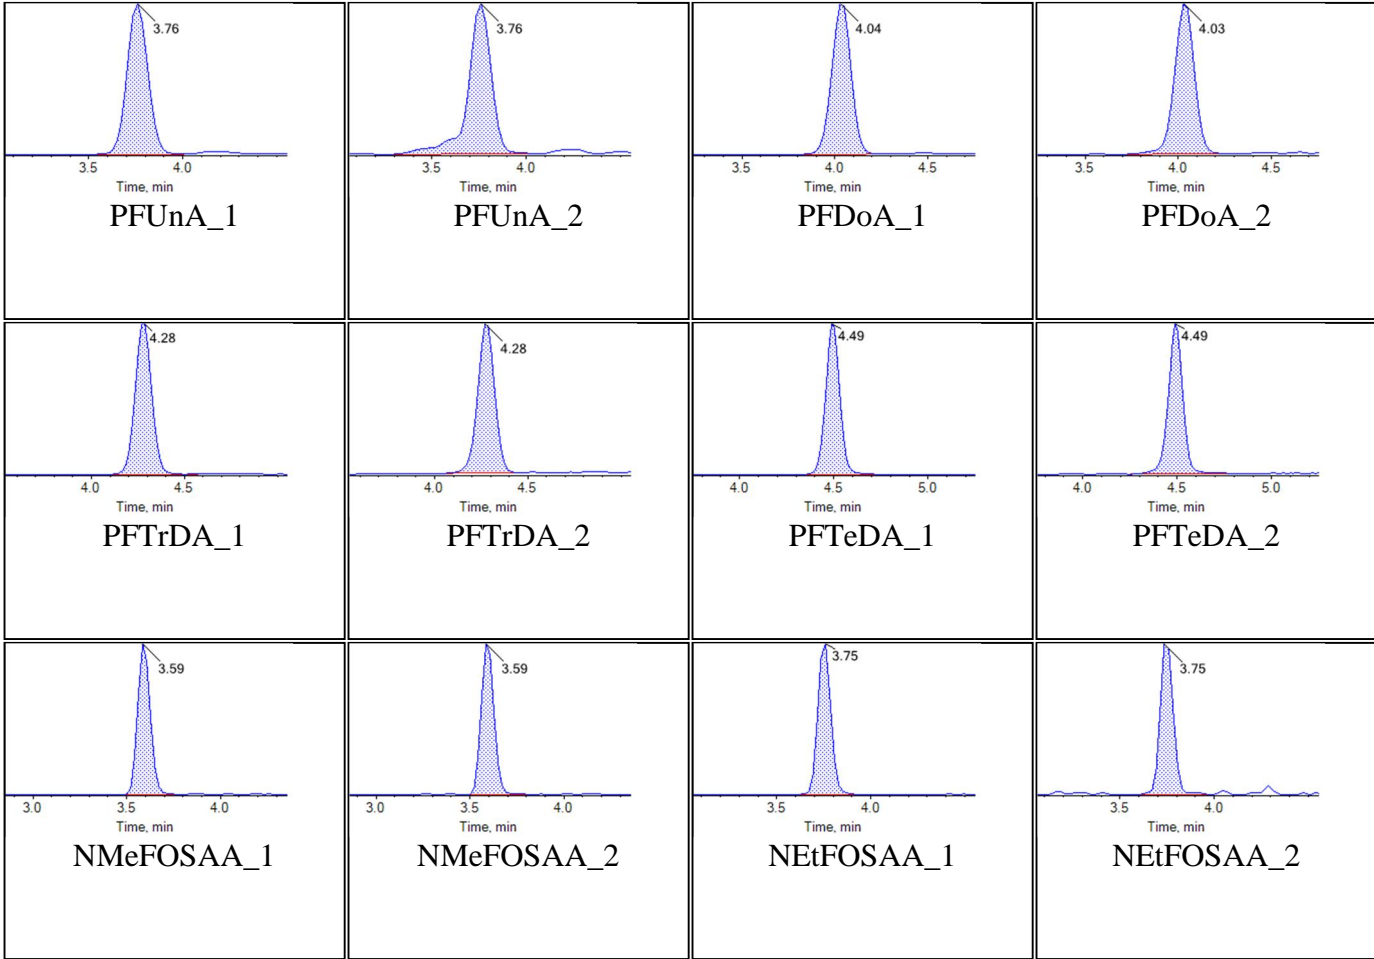 3.76
3.5 4.0
Time, min
PFUnA_1
3.76
3.5 4.0
Time, min
PFUnA_2
4.04
3.5 4.0 4.5
Time, min
PFDoA_1
4.03
3.5 4.0 4.5
Time, min
PFDoA_2
4.28
4.0 4.5
Time, min
PFTrDA_1
4.28
4.0 4.5
Time, min
PFTrDA_2
4.49
4.0 4.5 5.0
Time, min
PFTeDA_1
4.49
4.0 4.5 5.0
Time, min
PFTeDA_2
3.59
3.0 3.5 4.0
Time, min
NMeFOSAA_1
3.59
3.0 3.5 4.0
Time, min
NMeFOSAA_2
3.75
3.5 4.0
Time, min
NEtFOSAA_1
3.75
3.5 4.0
Time, min
NEtFOSAA_2